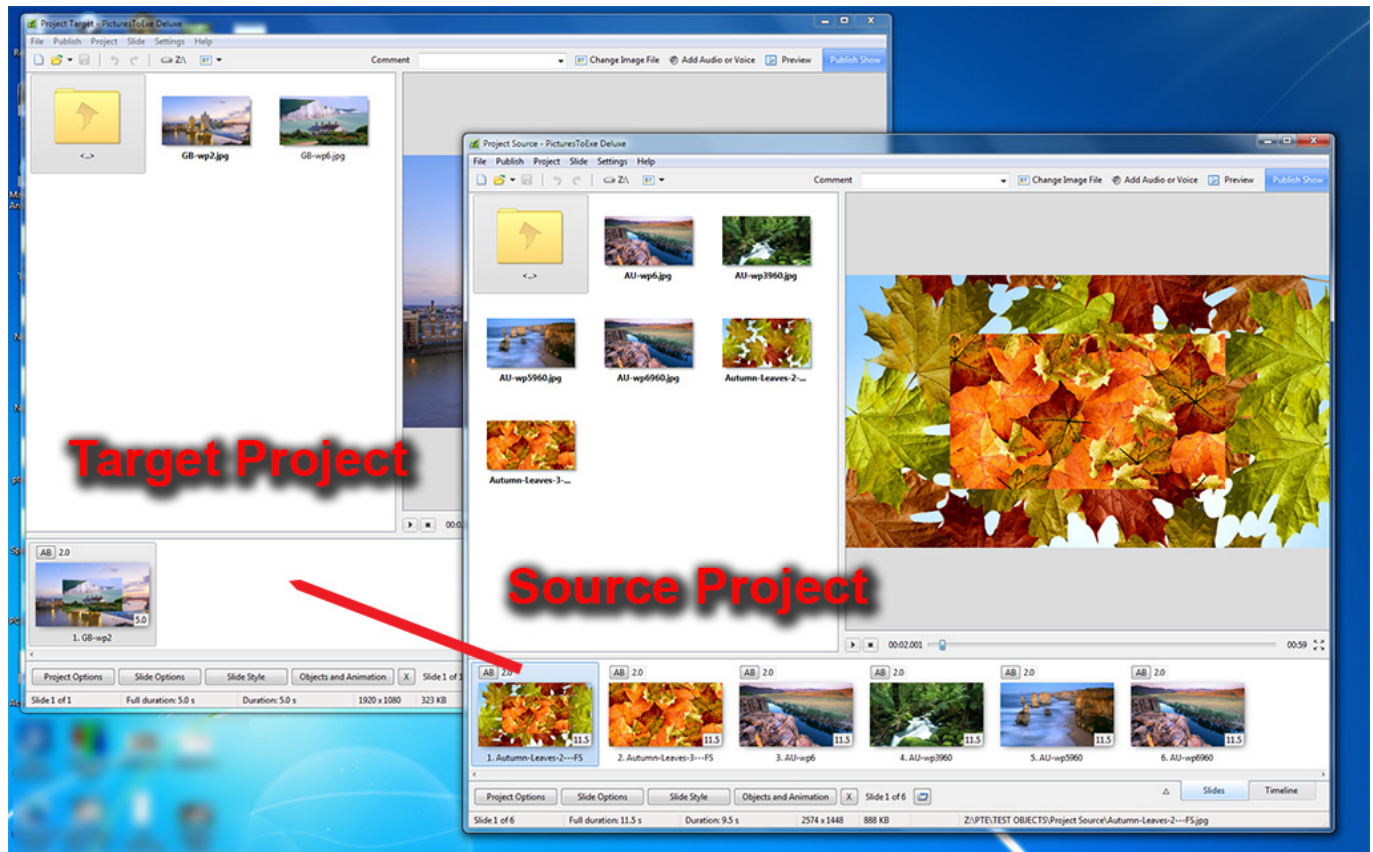 Project Target - PicturesToExe Deluxe
File Publish Project Slide Settings Help
Comment
Change Image File Add Audio or Voice Preview Publish Show
<..>
GB-wp2.jpg
GB-wp6.jpg
Target Project
AB 2.0
5.0
1. GB-wp2
Project Options Slide Options Slide Style Objects and Animation X Slide 1 of 1
Slide 1 of 1 Full duration: 5.0 s Duration: 5.0 s 1920 x 1080 323 KB
Project Source - PicturesToExe Deluxe
File Publish Project Slide Settings Help
Comment
Change Image File Add Audio or Voice Preview Publish Show
<..>
AU-wp6.jpg
AU-wp3960.jpg
AU-wp5960.jpg
AU-wp6960.jpg
Autumn-Leaves-2-...
Autumn-Leaves-3-...
Source Project
00:02.001 00:59
AB 2.0 AB 2.0 AB 2.0 AB 2.0 AB 2.0 AB 2.0
11.5 11.5 11.5 11.5 11.5 11.5
1. Autumn-Leaves-2---FS 2. Autumn-Leaves-3---FS 3. AU-wp6 4. AU-wp3960 5. AU-wp5960 6. AU-wp6960
Project Options Slide Options Slide Style Objects and Animation X Slide 1 of 6 Slides Timeline
Slide 1 of 6 Full duration: 11.5 s Duration: 9.5 s 2574 x 1448 888 KB Z:\PTE\TEST OBJECTS\Project Source\Autumn-Leaves-2---FS.jpg